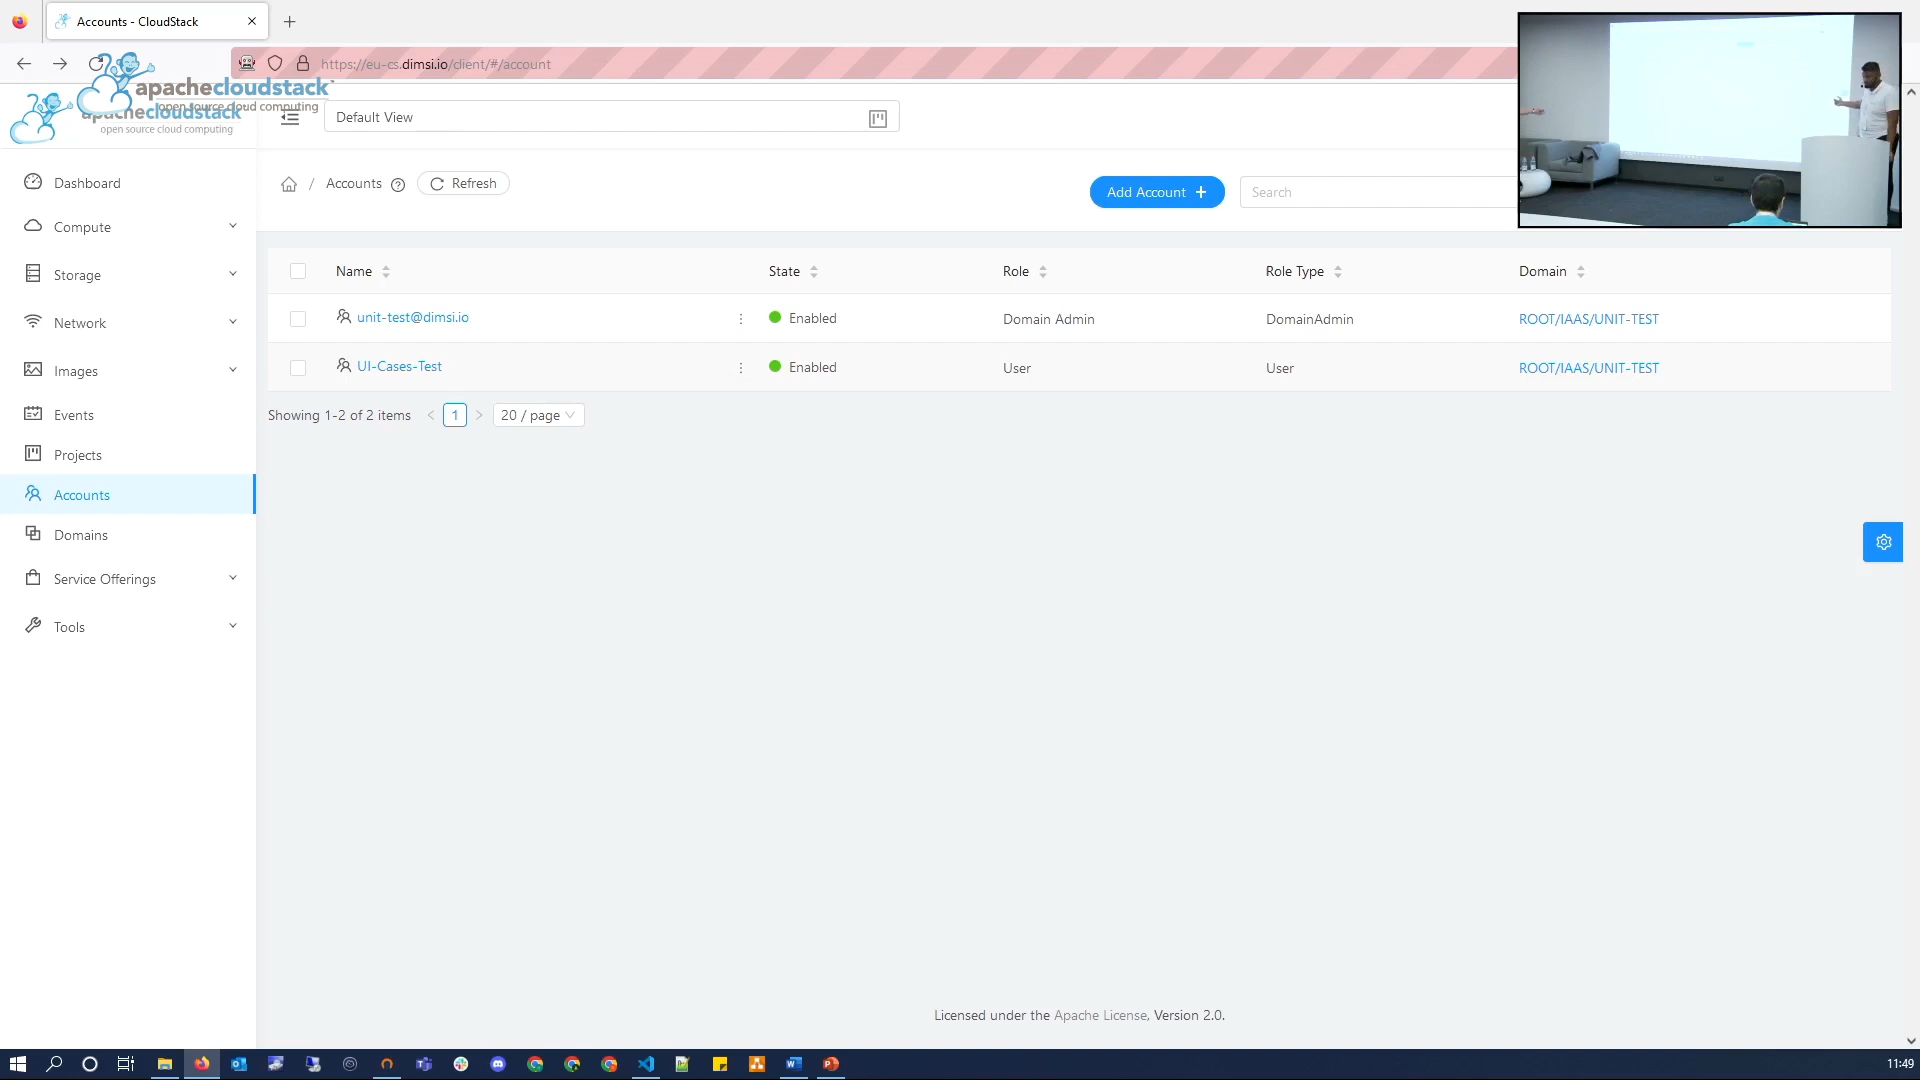 Accounts - CloudStack
https://eu-cs.dimsi.io/client/#/account
apachecloudstack
open source cloud computing
apachecloudstack
open source cloud computing
Default View
Dashboard
Compute
Storage
Network
Images
Events
Projects
Accounts
Domains
Service Offerings
Tools
/ Accounts Refresh
Add Account +
Search
Name State Role Role Type Domain
unit-test@dimsi.io Enabled Domain Admin DomainAdmin ROOT/IAAS/UNIT-TEST
UI-Cases-Test Enabled User User ROOT/IAAS/UNIT-TEST
Showing 1-2 of 2 items < 1 > 20 / page
Licensed under the Apache License, Version 2.0.
11:49